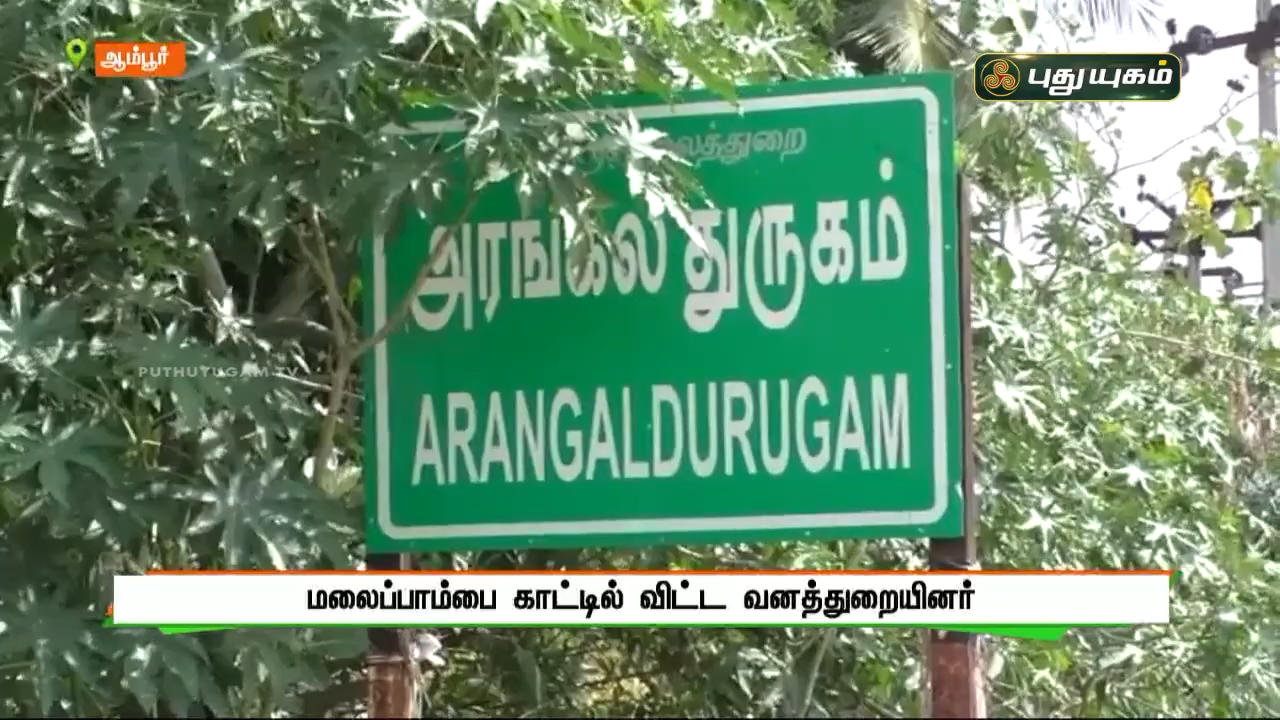 ஆம்பூர்
புதுயுகம்
அரங்கல் துருகம்
PUTHUYUGAM TV
ARANGALDURUGAM
மலைப்பாம்பை காட்டில் விட்ட வனத்துறையினர்